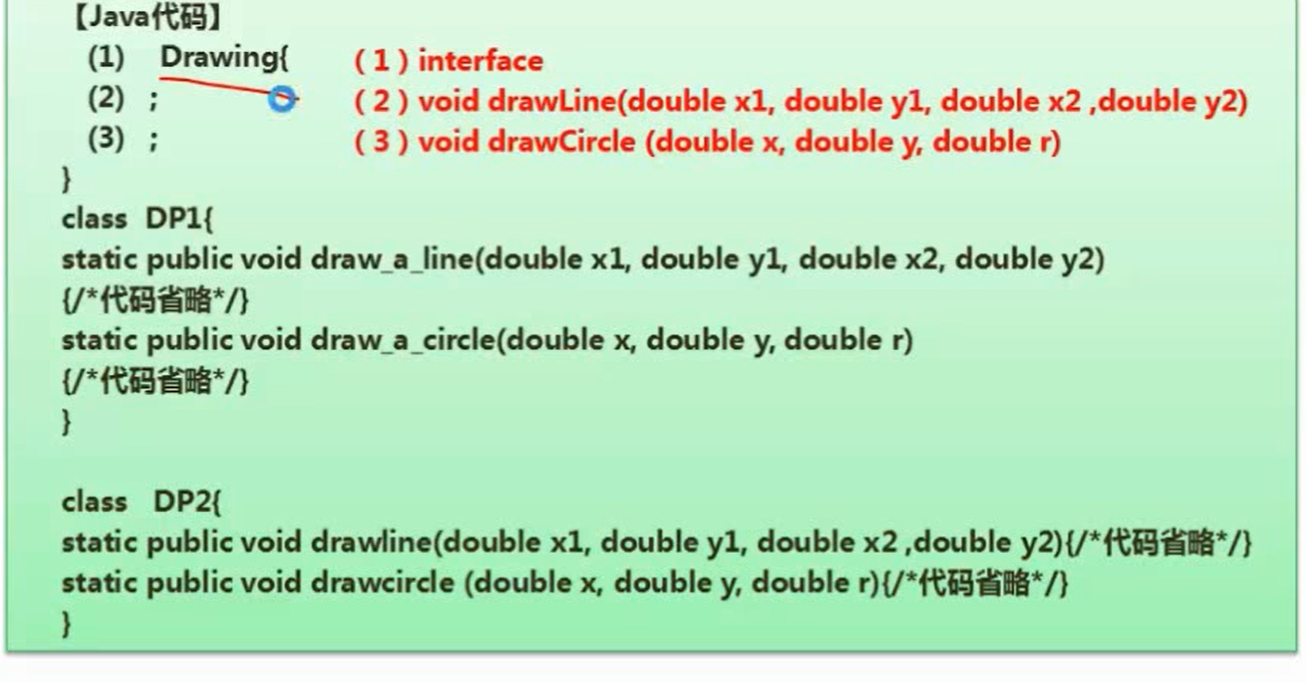 【Java代码】
(1) Drawing{ (1)interface
(2) ; (2)void drawLine(double x1, double y1, double x2 ,double y2)
(3) ; (3)void drawCircle (double x, double y, double r)
}
class DP1{
static public void draw_a_line(double x1, double y1, double x2, double y2)
{/*代码省略*/}
static public void draw_a_circle(double x, double y, double r)
{/*代码省略*/}
}
class DP2{
static public void drawline(double x1, double y1, double x2 ,double y2){/*代码省略*/}
static public void drawcircle (double x, double y, double r){/*代码省略*/}
}